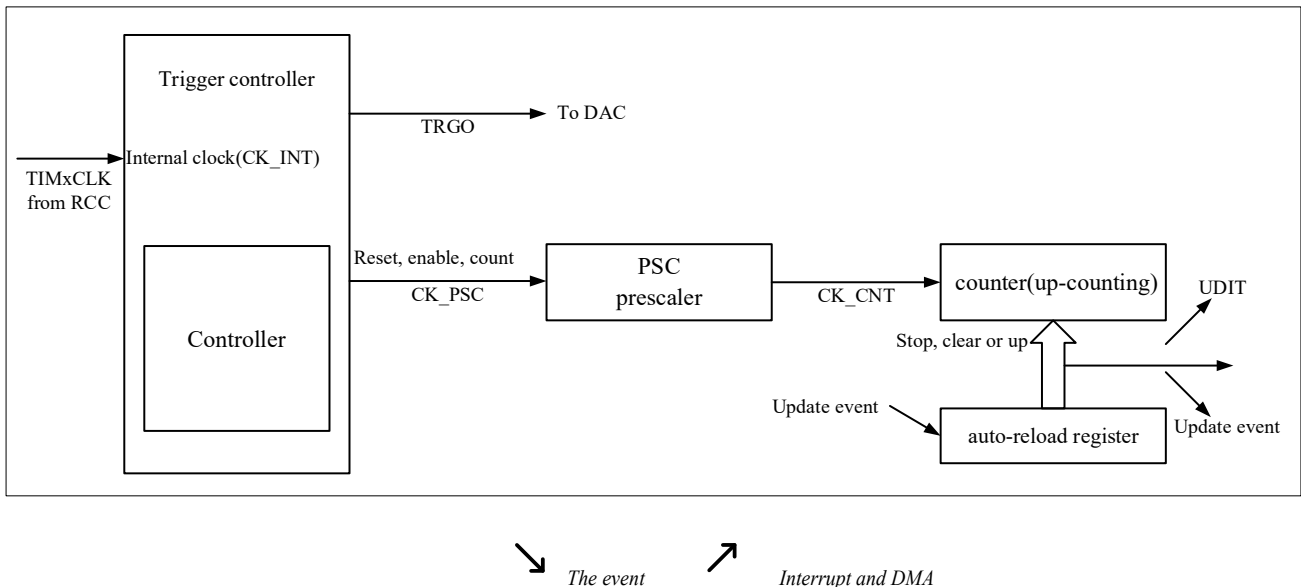 Trigger controller
TRGO
To DAC
Internal clock(CK_INT)
TIMxCLK
from RCC
Reset, enable, count
CK_PSC
PSC
prescaler
CK_CNT
counter(up-counting)
UDIT
Controller
Stop, clear or up
Update event
auto-reload register
Update event
The event
Interrupt and DMA